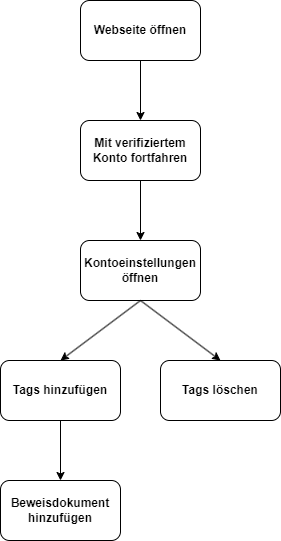 Webseite öffnen
Mit verifiziertem
Konto fortfahren
Kontoeinstellungen
öffnen
Tags hinzufügen
Tags löschen
Beweisdokument
hinzufügen